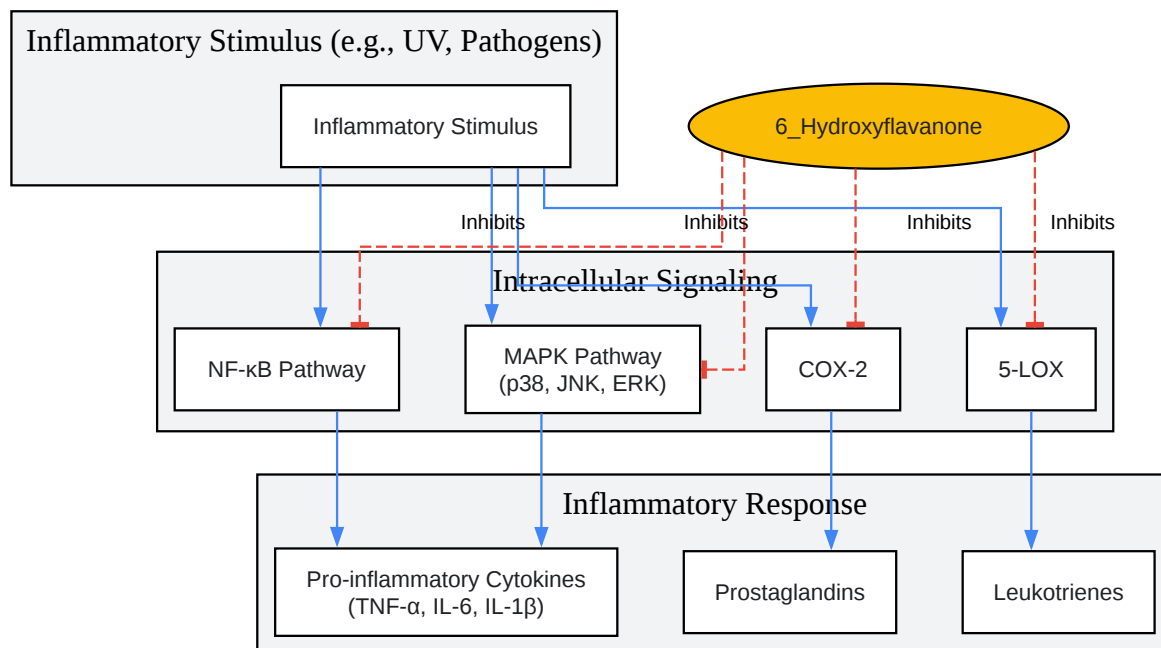 Inflammatory Stimulus (e.g., UV, Pathogens)
Inflammatory Stimulus
6_Hydroxyflavanone
Inhibits
Inhibits
Inhibits
Inhibits
Intracellular Signaling
NF-κB Pathway
MAPK Pathway
(p38, JNK, ERK)
COX-2
5-LOX
Inflammatory Response
Pro-inflammatory Cytokines
(TNF-α, IL-6, IL-1β)
Prostaglandins
Leukotrienes